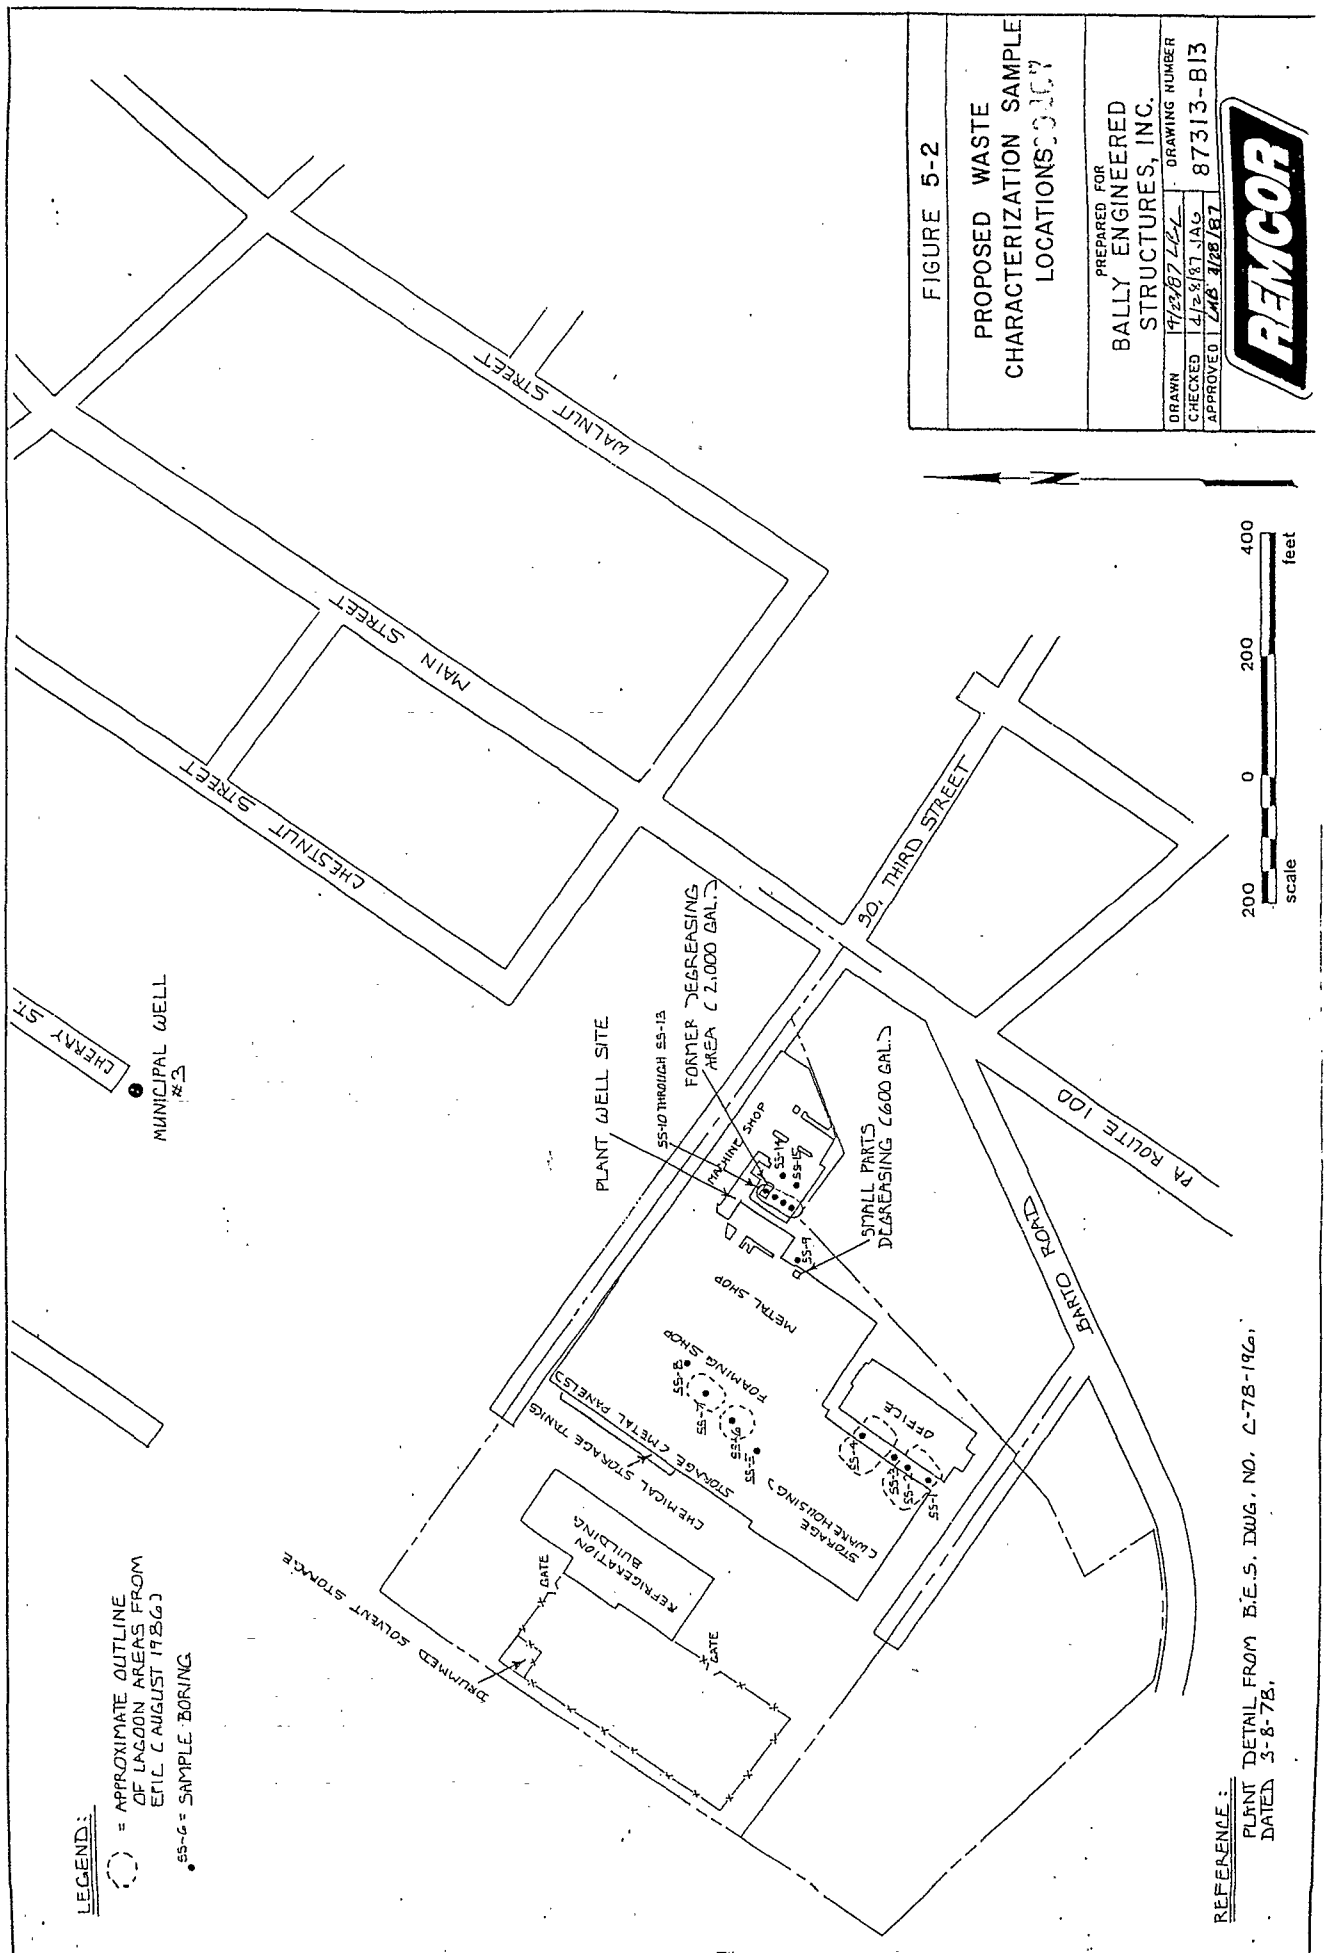 LEGEND:
= APPROXIMATE OUTLINE
OF LAGOON AREAS FROM
EPIC (AUGUST 1986)
SS-6 = SAMPLE BORING
CHERRY ST.
MUNICIPAL WELL
#3
CHESTNUT STREET
MAIN STREET
WALNUT STREET
SO. THIRD STREET
PA ROUTE 100
BARTO ROAD
PLANT WELL SITE
SS-10 THROUGH SS-13
FORMER DEGREASING
AREA (2,000 GAL.)
MACHINE SHOP
SS-14
SS-15
SMALL PARTS
DEGREASING (600 GAL.)
SS-9
METAL SHOP
FOAMING SHOP
SS-8
SS-7
SS-6
SS-5
STORAGE (METAL PANELS)
CHEMICAL STORAGE TANKS
STORAGE
(WAREHOUSING)
OFFICE
SS-4
SS-3
SS-2
SS-1
REFRIGERATION
BUILDING
GATE
GATE
DRUMMED SOLVENT STORAGE
REFERENCE:
PLANT DETAIL FROM B.E.S. DWG. NO. C-78-196,
DATED 3-8-78.
200 0 200 400
scale feet
N
FIGURE 5-2
PROPOSED WASTE
CHARACTERIZATION SAMPLE
LOCATIONS
PREPARED FOR
BALLY ENGINEERED
STRUCTURES, INC.
DRAWN
CHECKED 4/28/87 JAG
APPROVED
DRAWING NUMBER
87313-B13
REMCOR